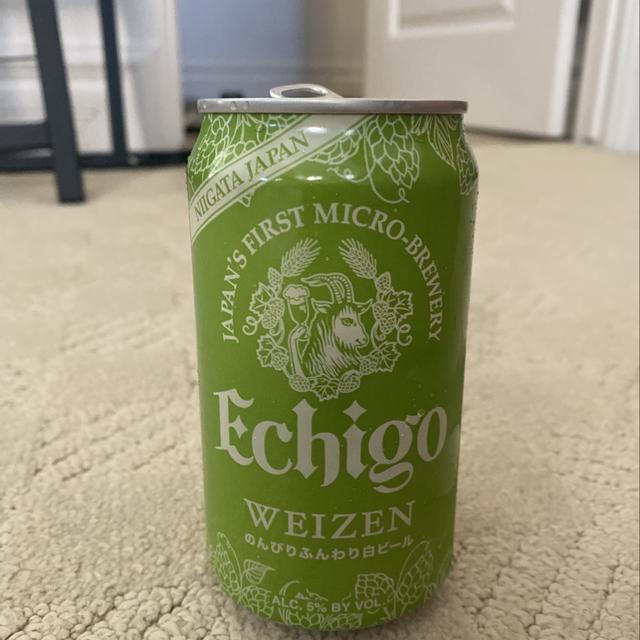 NIIGATA JAPAN
JAPAN'S FIRST MICRO-BREWERY
Echigo
WEIZEN
のんびりふんわり白ビール
ALC. 5% BY VOL